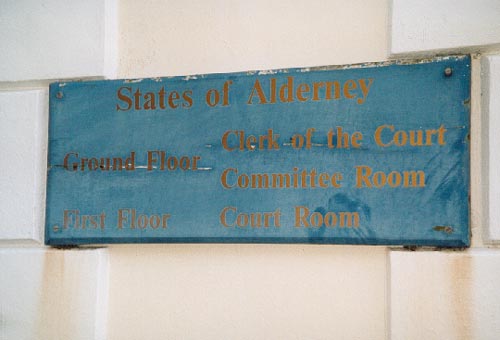 States of Alderney
Clerk of the Court
Ground Floor
Committee Room
First Floor Court Room